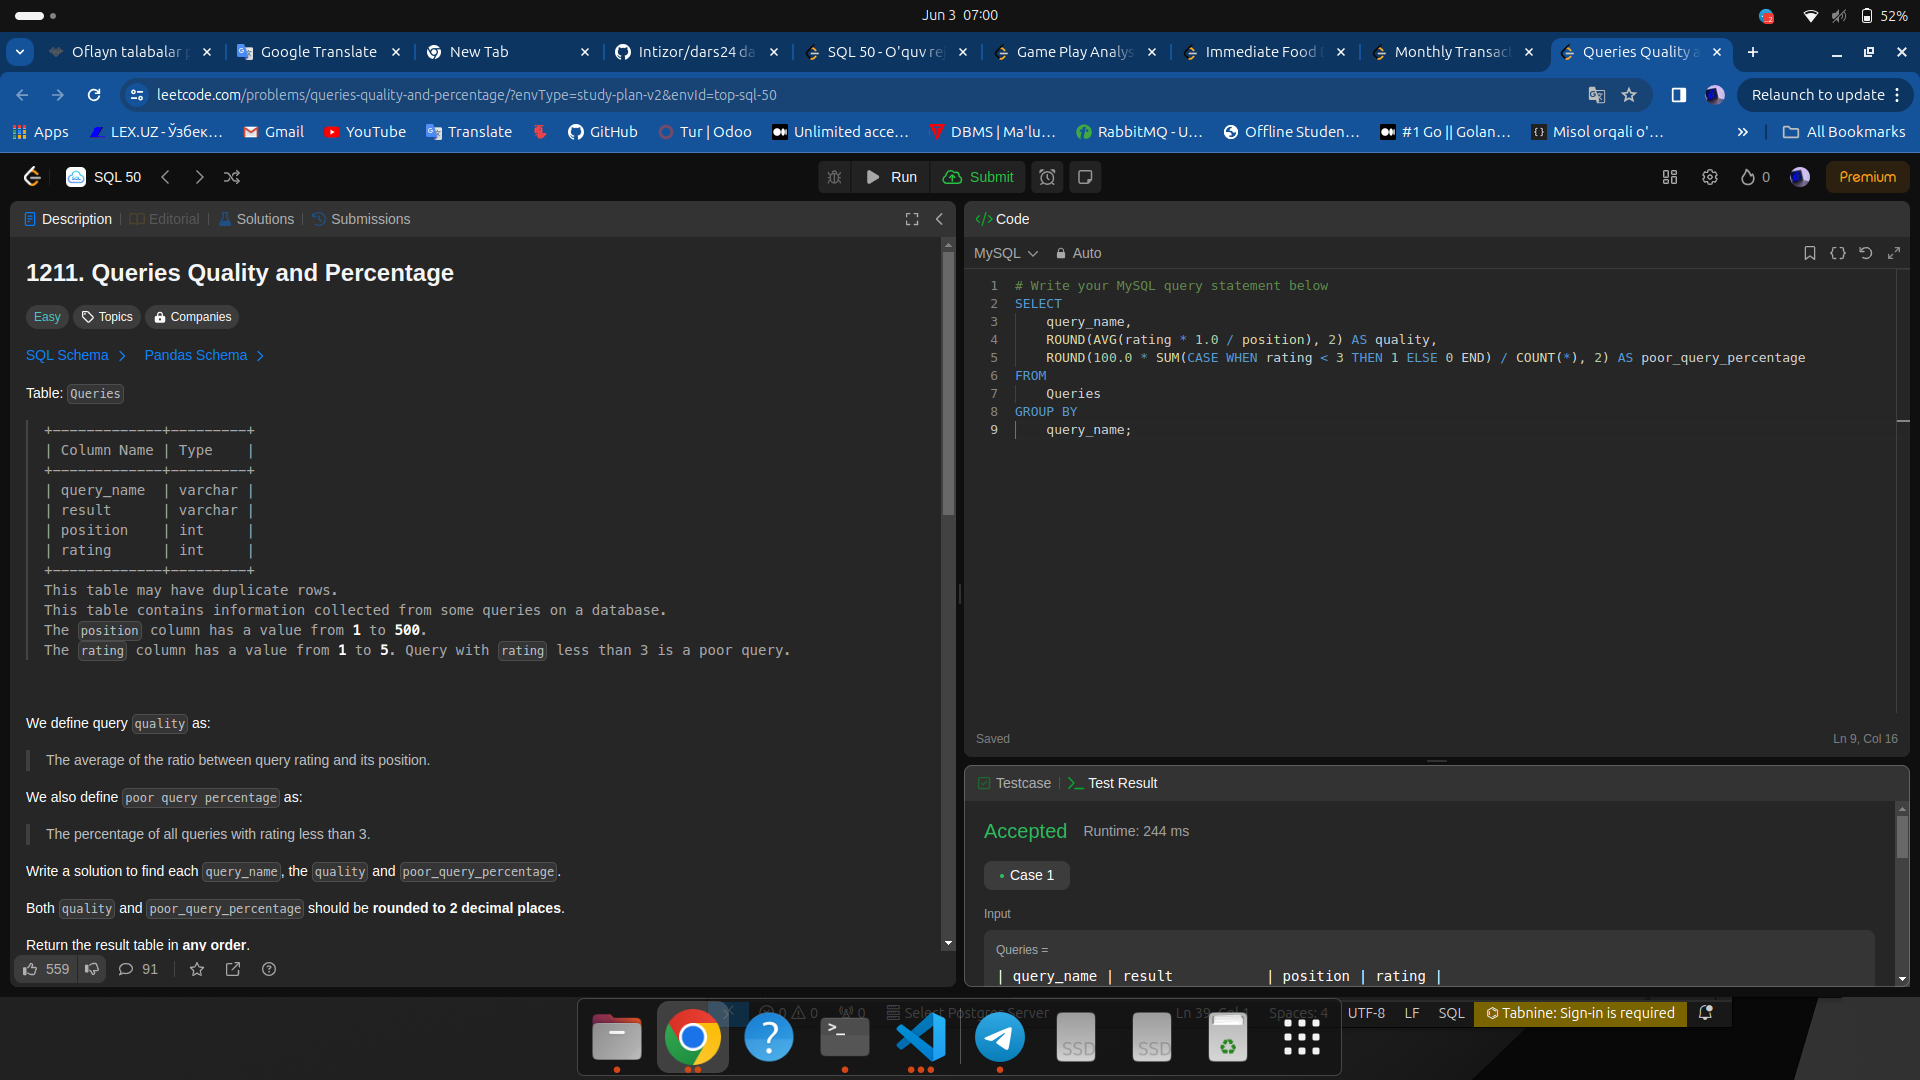 Jun 3 07:00
52%
Oflayn talabalar
Google Translate
New Tab
Intizor/dars24 da
SQL 50 - O'quv rej
Game Play Analys
Immediate Food
Monthly Transac
Queries Quality a
leetcode.com/problems/queries-quality-and-percentage/?envType=study-plan-v2&envId=top-sql-50
Relaunch to update
Apps
LEX.UZ - Ўзбек...
Gmail
YouTube
Translate
GitHub
Tur | Odoo
Unlimited acce...
DBMS | Ma'lu...
RabbitMQ - U...
Offline Studen...
#1 Go || Golan...
Misol orqali o'...
All Bookmarks
SQL 50
Run
Submit
0
Premium
Description
Editorial
Solutions
Submissions
1211. Queries Quality and Percentage
Easy
Topics
Companies
SQL Schema
Pandas Schema
Table: Queries
+-------------+---------+
| Column Name | Type    |
+-------------+---------+
| query_name  | varchar |
| result      | varchar |
| position    | int     |
| rating      | int     |
+-------------+---------+
This table may have duplicate rows.
This table contains information collected from some queries on a database.
The position column has a value from 1 to 500.
The rating column has a value from 1 to 5. Query with rating less than 3 is a poor query.
We define query quality as:
The average of the ratio between query rating and its position.
We also define poor query percentage as:
The percentage of all queries with rating less than 3.
Write a solution to find each query_name, the quality and poor_query_percentage.
Both quality and poor_query_percentage should be rounded to 2 decimal places.
Return the result table in any order.
559
91
Code
MySQL
Auto
1 # Write your MySQL query statement below
2 SELECT
3 query_name,
4 ROUND(AVG(rating * 1.0 / position), 2) AS quality,
5 ROUND(100.0 * SUM(CASE WHEN rating < 3 THEN 1 ELSE 0 END) / COUNT(*), 2) AS poor_query_percentage
6 FROM
7 Queries
8 GROUP BY
9 query_name;
Saved
Ln 9, Col 16
Testcase
Test Result
Accepted
Runtime: 244 ms
Case 1
Input
Queries =
| query_name | result           | position | rating |
0 0
0
Select Postgres Server
Spaces: 4
UTF-8
LF
SQL
Tabnine: Sign-in is required
SSD
SSD